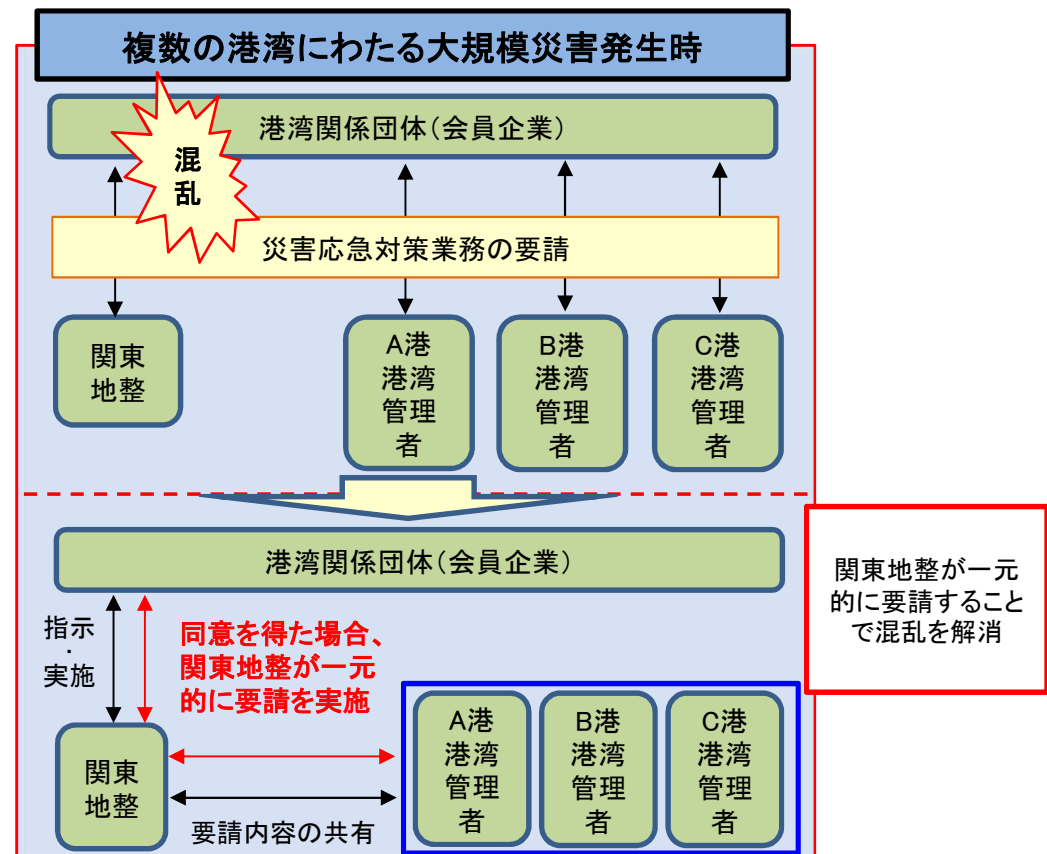 複数の港湾にわたる大規模災害発生時
港湾関係団体(会員企業)
混
乱
災害応急対策業務の要請
関東
地整
A港
港湾
管理
者
B港
港湾
管理
者
C港
港湾
管理
者
港湾関係団体(会員企業)
関東地整が一元
的に要請すること
で混乱を解消
指示
・
実施
同意を得た場合、
関東地整が一元
的に要請を実施
関東
地整
要請内容の共有
A港
港湾
管理
者
B港
港湾
管理
者
C港
港湾
管理
者